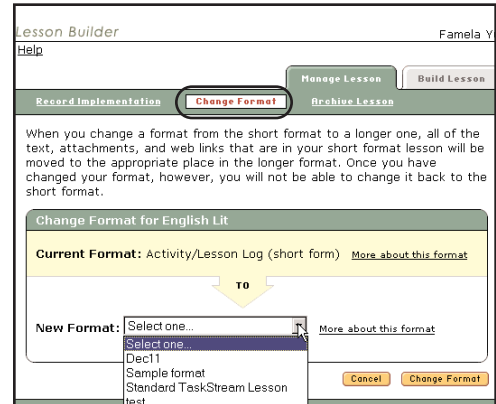 Lesson Builder
Famela Y
Help
Manage Lesson
Build Lesson
Record Implementation
Change Format
Archive Lesson
When you change a format from the short format to a longer one, all of the
text, attachments, and web links that are in your short format lesson will be
moved to the appropriate place in the longer format. Once you have
changed your format, however, you will not be able to change it back to the
short format.
Change Format for English Lit
Current Format: Activity/Lesson Log (short form) More about this format
TO
New Format: Select one... More about this format
Select one...
Dec11
Sample format
Standard TaskStream Lesson
test
Cancel
Change Format